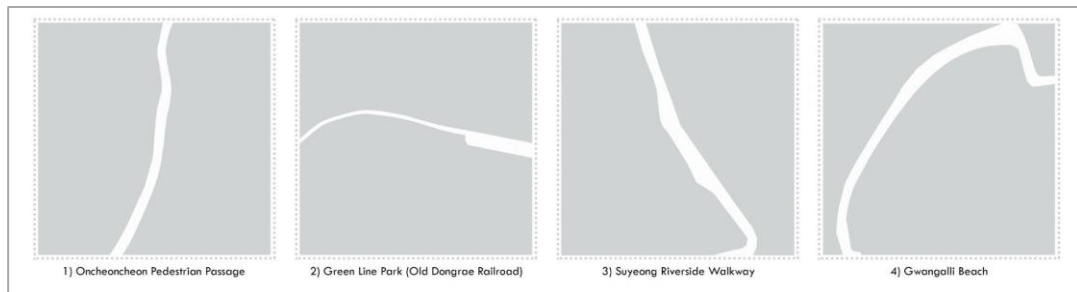 1) Oncheoncheon Pedestrian Passage
2) Green Line Park (Old Dongrae Railroad)
3) Suyeong Riverside Walkway
4) Gwangalli Beach